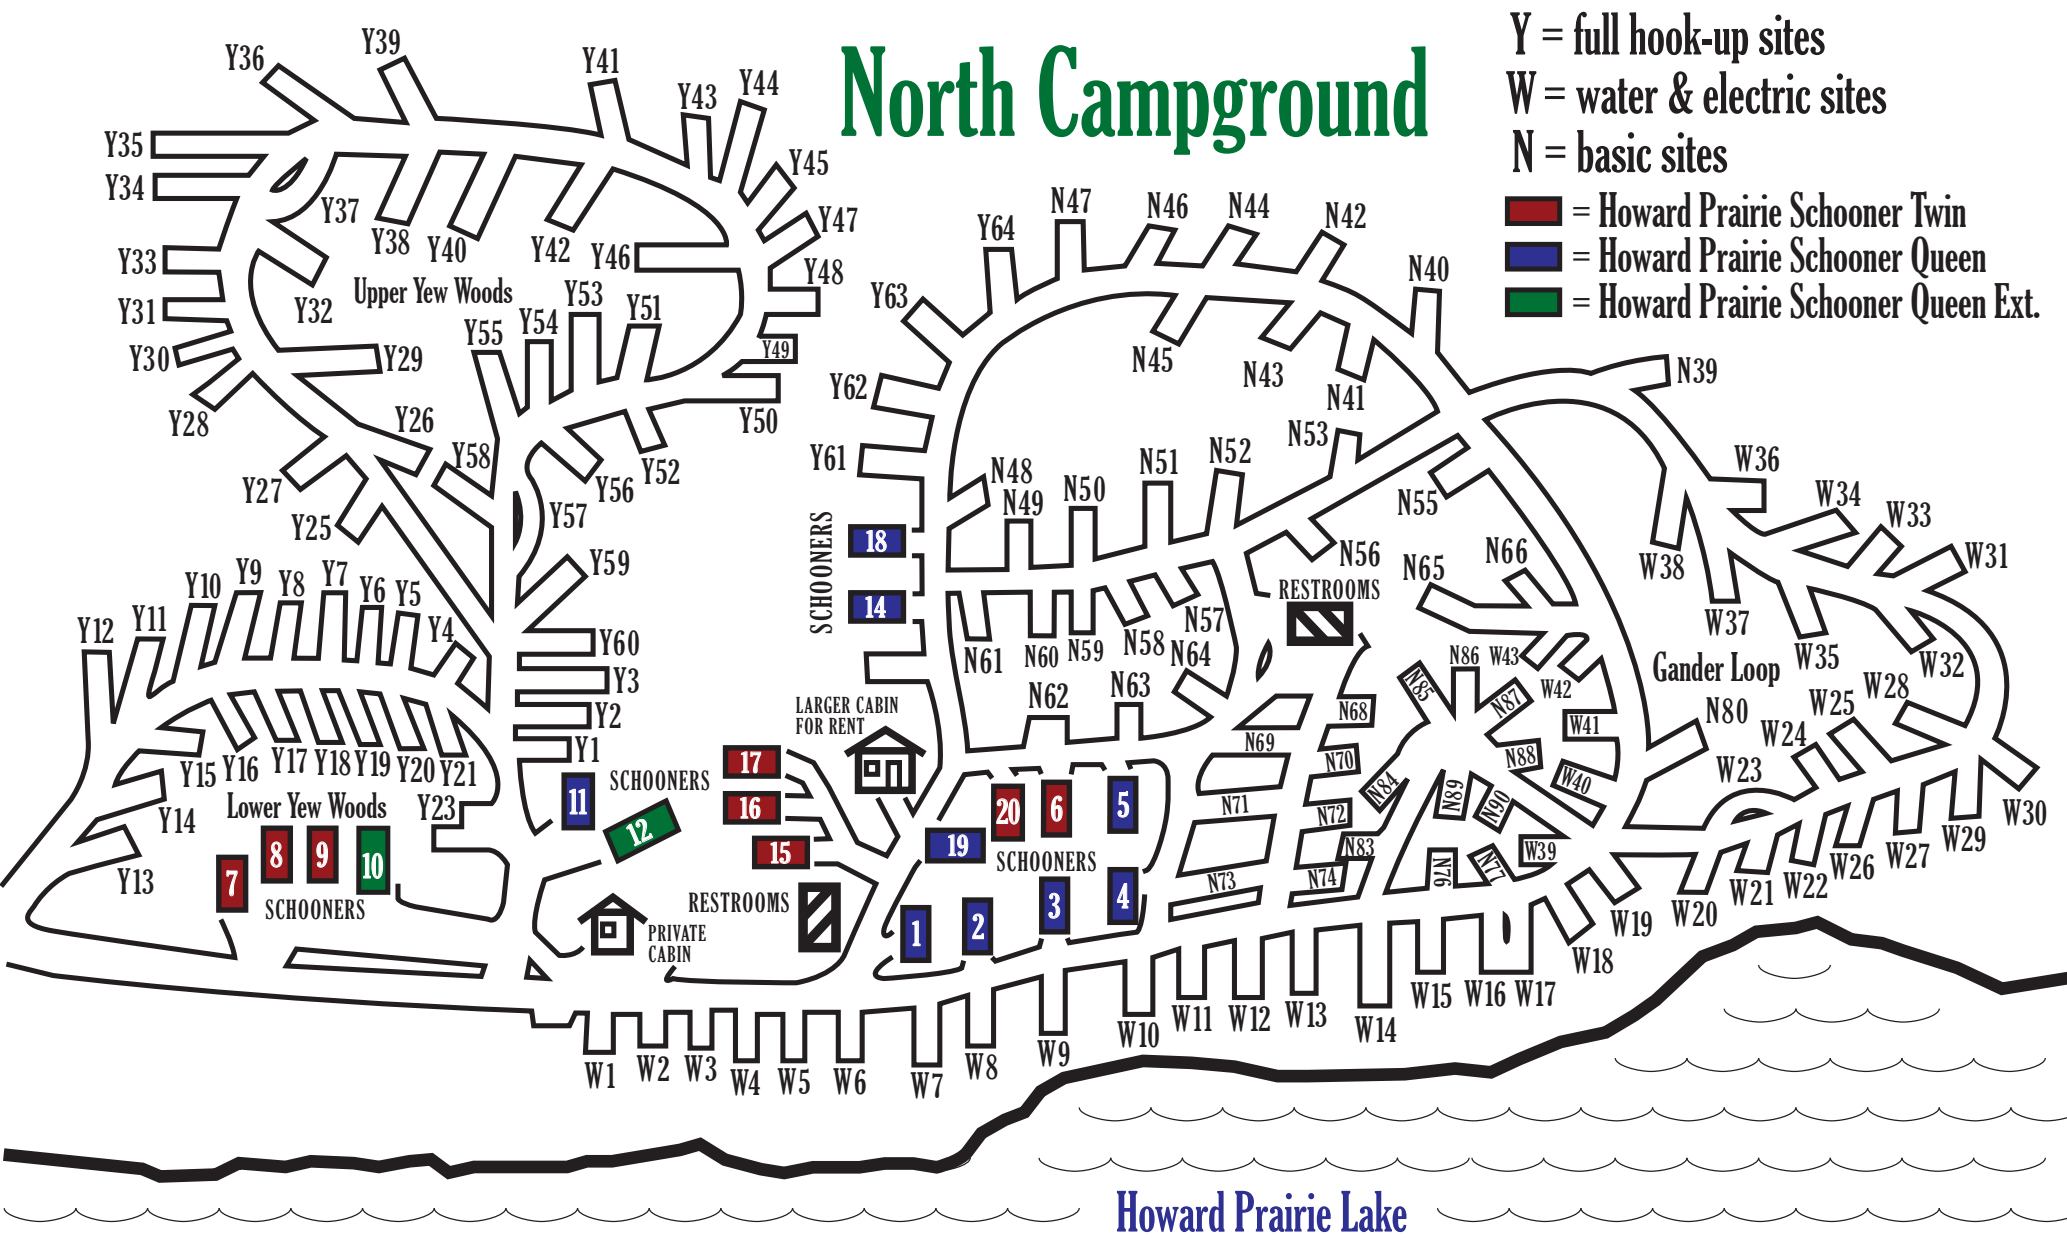 North Campground
Y = full hook-up sites
W = water & electric sites
N = basic sites
= Howard Prairie Schooner Twin
= Howard Prairie Schooner Queen
= Howard Prairie Schooner Queen Ext.
Y36
Y39
Y41
Y43
Y44
Y35
Y34
Y45
Y37
Y38
Y40
Y42
Y46
Y47
Y48
Y33
Y31
Y32
Upper Yew Woods
Y53
Y51
Y54
Y55
Y49
Y30
Y29
Y28
Y26
Y50
Y58
Y52
Y27
Y56
Y25
Y57
Y59
Y64
N47
N46
N44
N42
N40
Y63
Y62
Y61
N45
N43
N41
N39
N53
N52
N51
N50
N48
N49
N55
N56
W36
W34
W33
W31
W38
W37
W35
W32
SCHOONERS
18
14
RESTROOMS
N65
N66
N57
N58
N59
N60
N61
N64
N63
N62
Y12
Y11
Y10
Y9
Y8
Y7
Y6
Y5
Y4
Y60
Y3
Y2
Y1
Y15
Y16
Y17
Y18
Y19
Y20
Y21
Y14
Y13
Lower Yew Woods
Y23
7
8
9
10
SCHOONERS
11
12
SCHOONERS
17
16
15
LARGER CABIN
FOR RENT
RESTROOMS
PRIVATE
CABIN
19
20
6
5
SCHOONERS
1
2
3
4
N68
N69
N70
N71
N72
N73
N74
N83
N84
N85
N86
N87
N88
N89
N90
N76
N77
W43
W42
W41
W40
W39
Gander Loop
N80
W23
W24
W25
W28
W30
W29
W27
W26
W22
W21
W20
W19
W18
W1
W2
W3
W4
W5
W6
W7
W8
W9
W10
W11
W12
W13
W14
W15
W16
W17
Howard Prairie Lake